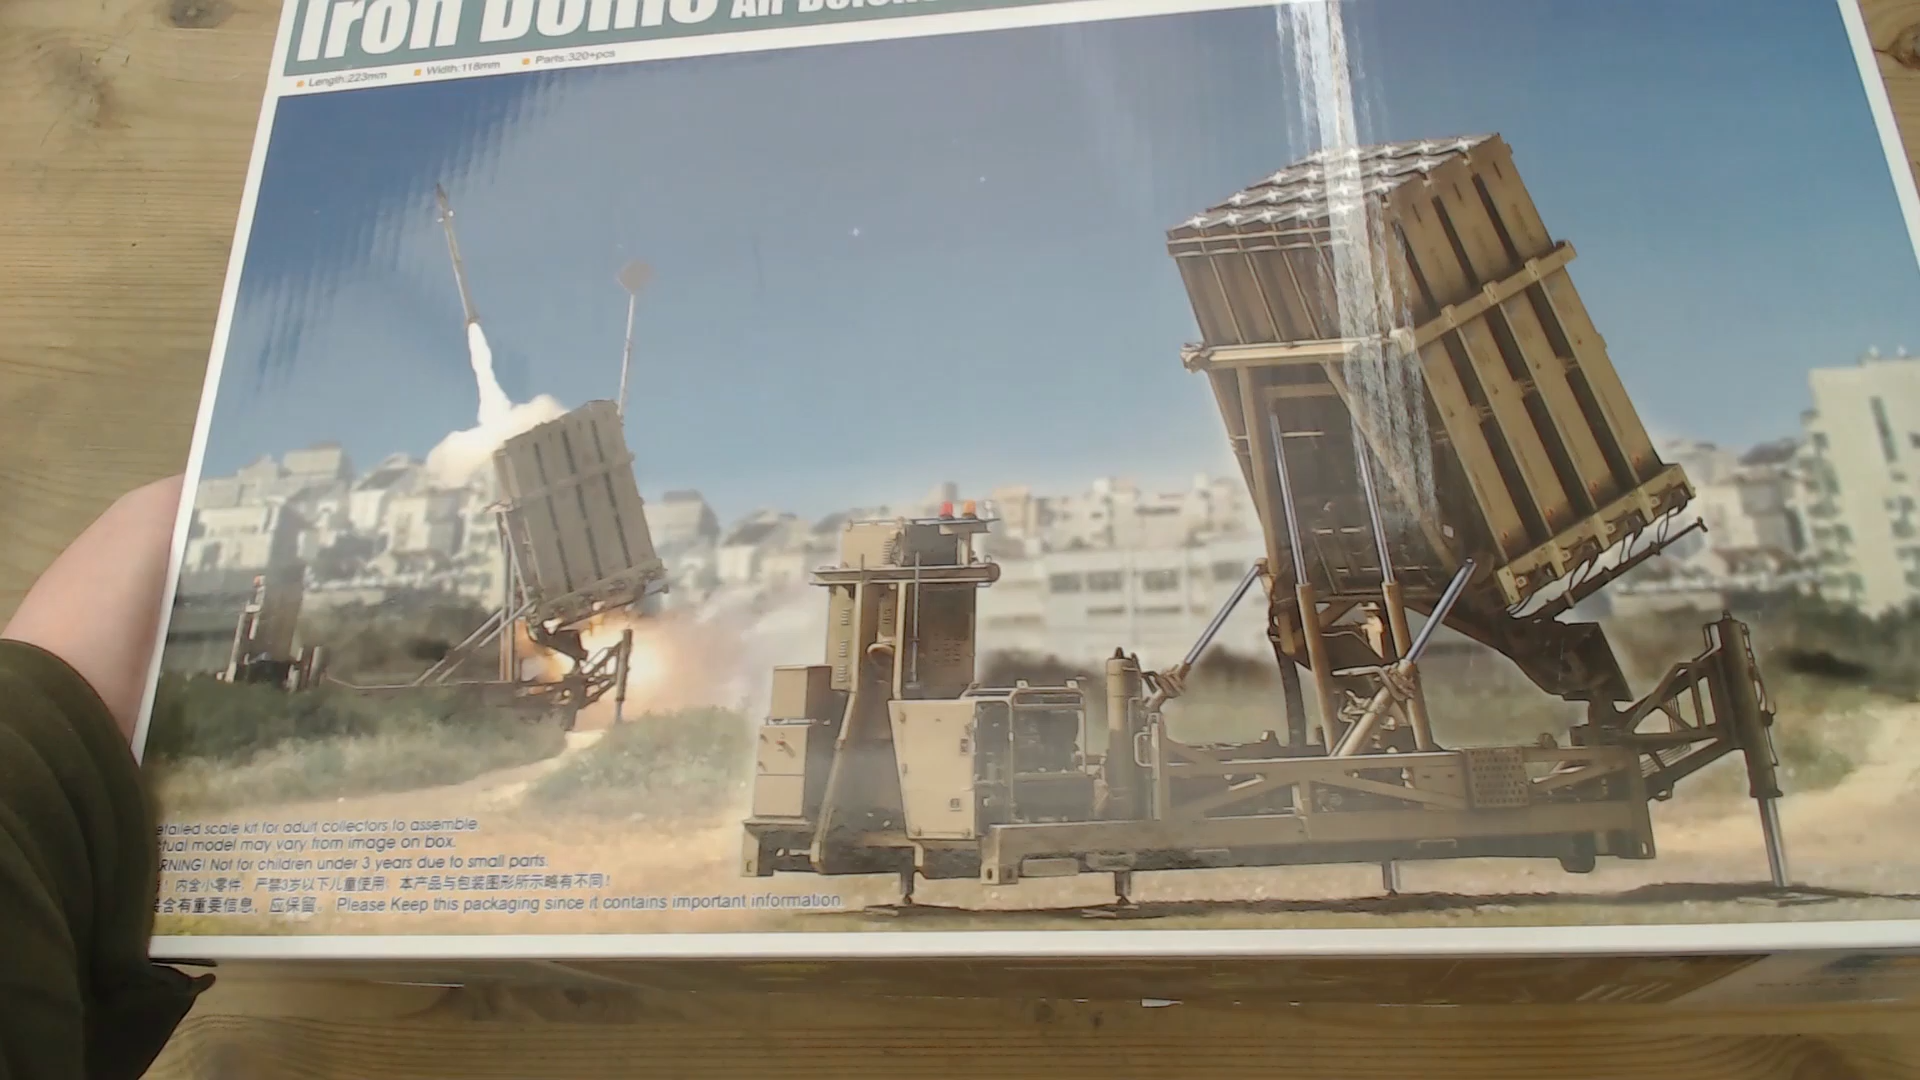 Iron Dome Air Defen
Length:223mm Width:118mm Parts:320+pcs
etailed scale kit for adult collectors to assemble.
tual model may vary from image on box.
RNING! Not for children under 3 years due to small parts.
！内含小零件，严禁3岁以下儿童使用！本产品与包装图形所示略有不同！
含有重要信息，应保留。 Please Keep this packaging since it contains important information.